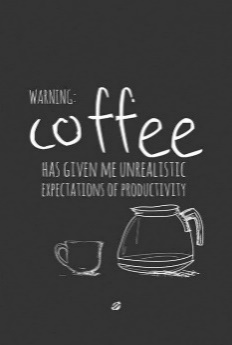 WARNING:
coffee
HAS GIVEN ME UNREALISTIC
EXPECTATIONS OF PRODUCTIVITY